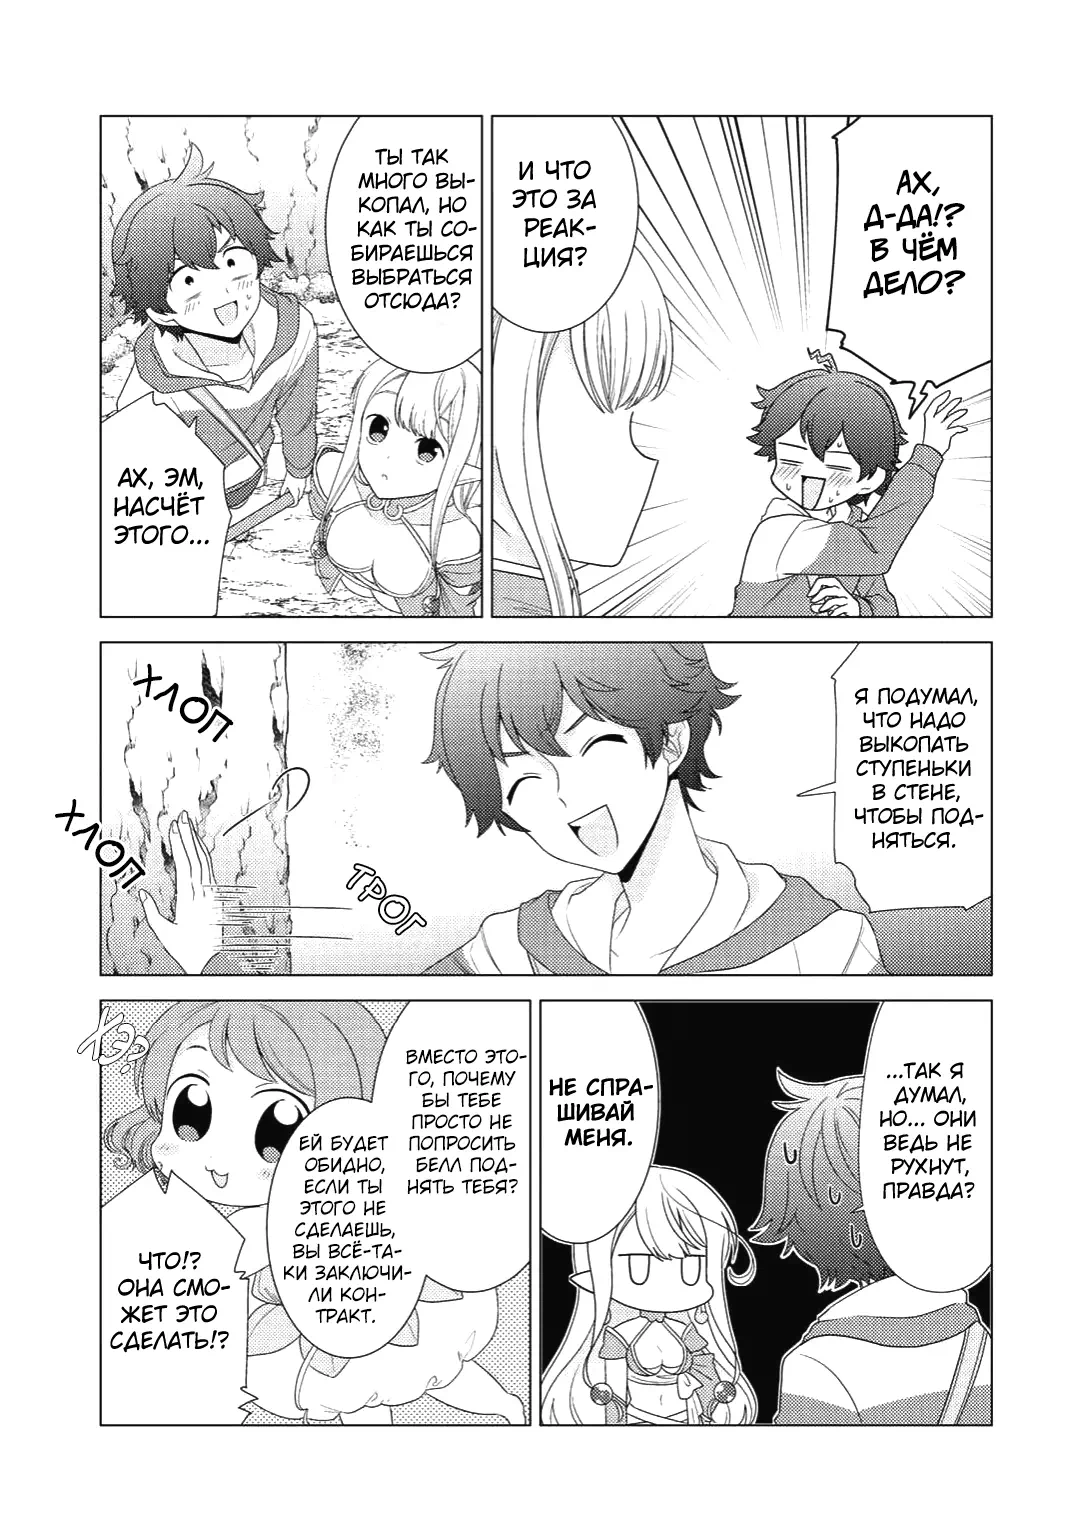 АХ,
Д-ДА!?
В ЧЁМ
ДЕЛО?
И ЧТО
ЭТО ЗА
РЕАК-
ЦИЯ?
ТЫ ТАК
МНОГО ВЫ-
КОПАЛ, НО
КАК ТЫ СО-
БИРАЕШЬСЯ
ВЫБРАТЬСЯ
ОТСЮДА?
АХ, ЭМ,
НАСЧЁТ
ЭТОГО...
Я ПОДУМАЛ,
ЧТО НАДО
ВЫКОПАТЬ
СТУПЕНЬКИ
В СТЕНЕ,
ЧТОБЫ ПОД-
НЯТЬСЯ.
ТРОГ
ХЛОП
ХЛОП
...ТАК Я
ДУМАЛ,
НО... ОНИ
ВЕДЬ НЕ
РУХНУТ,
ПРАВДА?
НЕ СПРА-
ШИВАЙ
МЕНЯ.
ВМЕСТО ЭТО-
ГО, ПОЧЕМУ
БЫ ТЕБЕ
ПРОСТО НЕ
ПОПРОСИТЬ
БЕЛЛ ПОД-
НЯТЬ ТЕБЯ?
ЕЙ БУДЕТ
ОБИДНО,
ЕСЛИ ТЫ
ЭТОГО НЕ
СДЕЛАЕШЬ,
ВЫ ВСЁ-ТА-
КИ ЗАКЛЮЧИ-
ЛИ КОН-
ТРАКТ.
ХЭ?
ЧТО!?
ОНА СМО-
ЖЕТ ЭТО
СДЕЛАТЬ!?